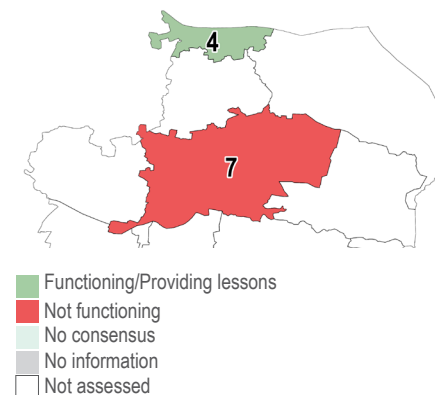 4
7
Functioning/Providing lessons
Not functioning
No consensus
No information
Not assessed